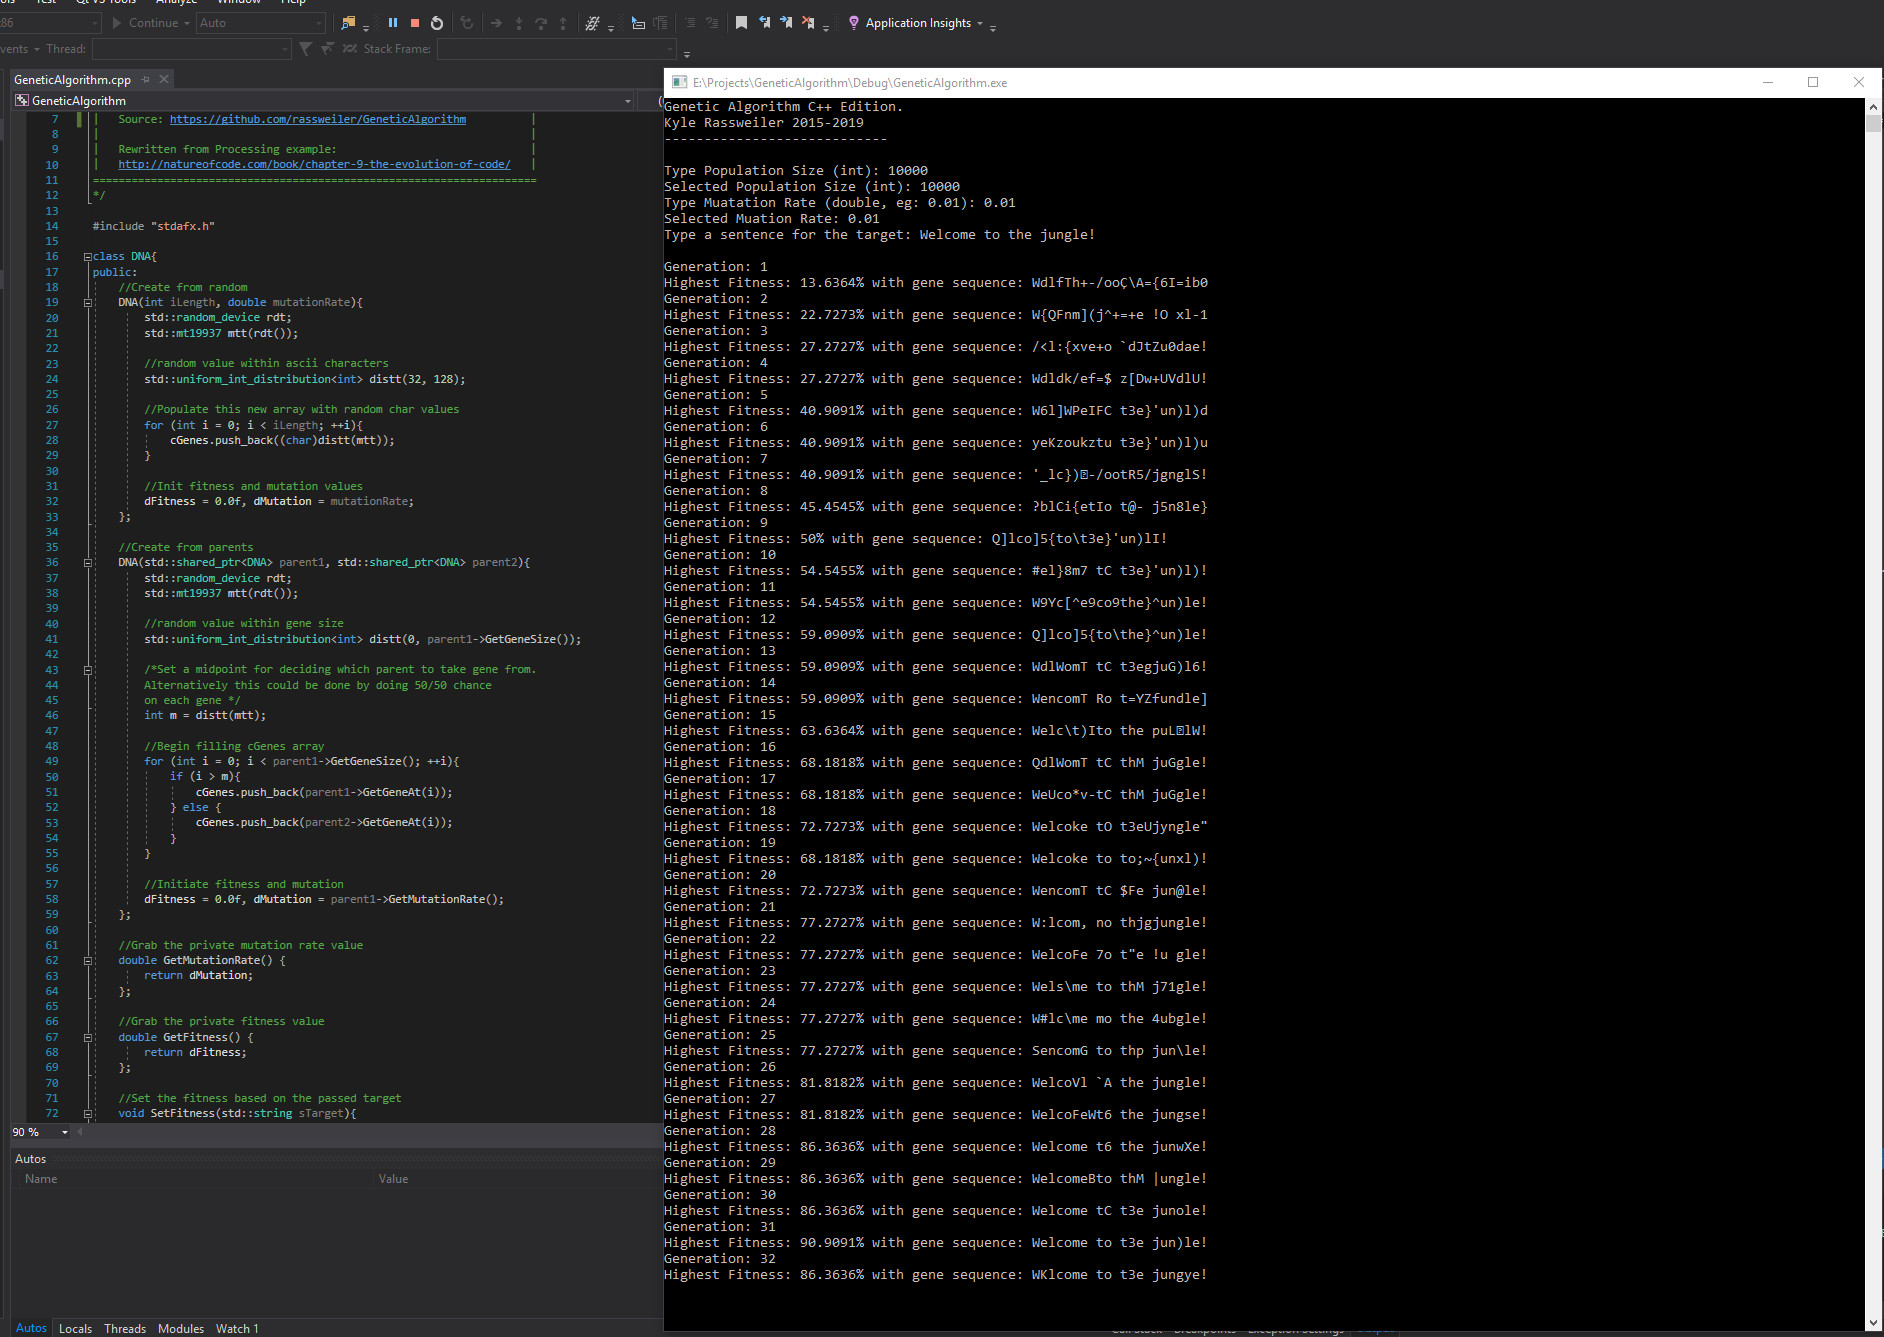 Test Qt VS Tools Analyze Window Help
Continue Auto Application Insights
Thread: Stack Frame:
GeneticAlgorithm.cpp
GeneticAlgorithm
7 | Source: https://github.com/rassweiler/GeneticAlgorithm |
8 | |
9 | Rewritten from Processing example: |
10 | http://natureofcode.com/book/chapter-9-the-evolution-of-code/ |
11 =====================================================================
12 */
13
14 #include "stdafx.h"
15
16 class DNA{
17 public:
18 //Create from random
19 DNA(int iLength, double mutationRate){
20 std::random_device rdt;
21 std::mt19937 mtt(rdt());
22
23 //random value within ascii characters
24 std::uniform_int_distribution<int> distt(32, 128);
25
26 //Populate this new array with random char values
27 for (int i = 0; i < iLength; ++i){
28 cGenes.push_back((char)distt(mtt));
29 }
30
31 //Init fitness and mutation values
32 dFitness = 0.0f, dMutation = mutationRate;
33 };
34
35 //Create from parents
36 DNA(std::shared_ptr<DNA> parent1, std::shared_ptr<DNA> parent2){
37 std::random_device rdt;
38 std::mt19937 mtt(rdt());
39
40 //random value within gene size
41 std::uniform_int_distribution<int> distt(0, parent1->GetGeneSize());
42
43 /*Set a midpoint for deciding which parent to take gene from.
44 Alternatively this could be done by doing 50/50 chance
45 on each gene */
46 int m = distt(mtt);
47
48 //Begin filling cGenes array
49 for (int i = 0; i < parent1->GetGeneSize(); ++i){
50 if (i > m){
51 cGenes.push_back(parent1->GetGeneAt(i));
52 } else {
53 cGenes.push_back(parent2->GetGeneAt(i));
54 }
55 }
56
57 //Initiate fitness and mutation
58 dFitness = 0.0f, dMutation = parent1->GetMutationRate();
59 };
60
61 //Grab the private mutation rate value
62 double GetMutationRate() {
63 return dMutation;
64 };
65
66 //Grab the private fitness value
67 double GetFitness() {
68 return dFitness;
69 };
70
71 //Set the fitness based on the passed target
72 void SetFitness(std::string sTarget){
90 %
Autos
Name Value
Autos Locals Threads Modules Watch 1
E:\Projects\GeneticAlgorithm\Debug\GeneticAlgorithm.exe
Genetic Algorithm C++ Edition.
Kyle Rassweiler 2015-2019
----------------------------
Type Population Size (int): 10000
Selected Population Size (int): 10000
Type Muatation Rate (double, eg: 0.01): 0.01
Selected Muation Rate: 0.01
Type a sentence for the target: Welcome to the jungle!
Generation: 1
Highest Fitness: 13.6364% with gene sequence: WdlfTh+-/ooÇ\A={6I=ib0
Generation: 2
Highest Fitness: 22.7273% with gene sequence: W{QFnm](j^+=+e !O xl-1
Generation: 3
Highest Fitness: 27.2727% with gene sequence: /<l:{xve+o `dJtZu0dae!
Generation: 4
Highest Fitness: 27.2727% with gene sequence: Wdldk/ef=$ z[Dw+UVdlU!
Generation: 5
Highest Fitness: 40.9091% with gene sequence: W6l]WPeIFC t3e}'un)l)d
Generation: 6
Highest Fitness: 40.9091% with gene sequence: yeKzoukztu t3e}'un)l)u
Generation: 7
Highest Fitness: 40.9091% with gene sequence: '_lc})-/ootR5/jgnglS!
Generation: 8
Highest Fitness: 45.4545% with gene sequence: ?blCi{etIo t@- j5n8le}
Generation: 9
Highest Fitness: 50% with gene sequence: Q]lco]5{to\t3e}'un)lI!
Generation: 10
Highest Fitness: 54.5455% with gene sequence: #el}8m7 tC t3e}'un)l)!
Generation: 11
Highest Fitness: 54.5455% with gene sequence: W9Yc[^e9co9the}^un)le!
Generation: 12
Highest Fitness: 59.0909% with gene sequence: Q]lco]5{to\the}^un)le!
Generation: 13
Highest Fitness: 59.0909% with gene sequence: WdlWomT tC t3egjuG)l6!
Generation: 14
Highest Fitness: 59.0909% with gene sequence: WencomT Ro t=YZfundle]
Generation: 15
Highest Fitness: 63.6364% with gene sequence: Welc\t)Ito the puLlW!
Generation: 16
Highest Fitness: 68.1818% with gene sequence: QdlWomT tC thM juGgle!
Generation: 17
Highest Fitness: 68.1818% with gene sequence: WeUco*v-tC thM juGgle!
Generation: 18
Highest Fitness: 72.7273% with gene sequence: Welcoke tO t3eUjyngle"
Generation: 19
Highest Fitness: 68.1818% with gene sequence: Welcoke to to;~{unxl)!
Generation: 20
Highest Fitness: 72.7273% with gene sequence: WencomT tC $Fe jun@le!
Generation: 21
Highest Fitness: 77.2727% with gene sequence: W:lcom, no thjgjungle!
Generation: 22
Highest Fitness: 77.2727% with gene sequence: WelcoFe 7o t"e !u gle!
Generation: 23
Highest Fitness: 77.2727% with gene sequence: Wels\me to thM j71gle!
Generation: 24
Highest Fitness: 77.2727% with gene sequence: W#lc\me mo the 4ubgle!
Generation: 25
Highest Fitness: 77.2727% with gene sequence: SencomG to thp jun\le!
Generation: 26
Highest Fitness: 81.8182% with gene sequence: WelcoVl `A the jungle!
Generation: 27
Highest Fitness: 81.8182% with gene sequence: WelcoFeWt6 the jungse!
Generation: 28
Highest Fitness: 86.3636% with gene sequence: Welcome t6 the junwXe!
Generation: 29
Highest Fitness: 86.3636% with gene sequence: WelcomeBto thM |ungle!
Generation: 30
Highest Fitness: 86.3636% with gene sequence: Welcome tC t3e junole!
Generation: 31
Highest Fitness: 90.9091% with gene sequence: Welcome to t3e jun)le!
Generation: 32
Highest Fitness: 86.3636% with gene sequence: WKlcome to t3e jungye!